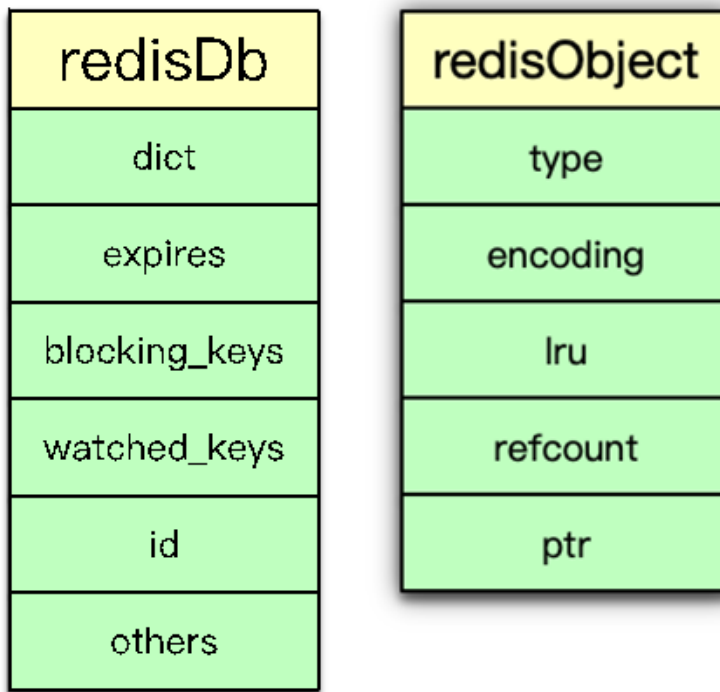 redisDb
dict
expires
blocking_keys
watched_keys
id
others
redisObject
type
encoding
lru
refcount
ptr